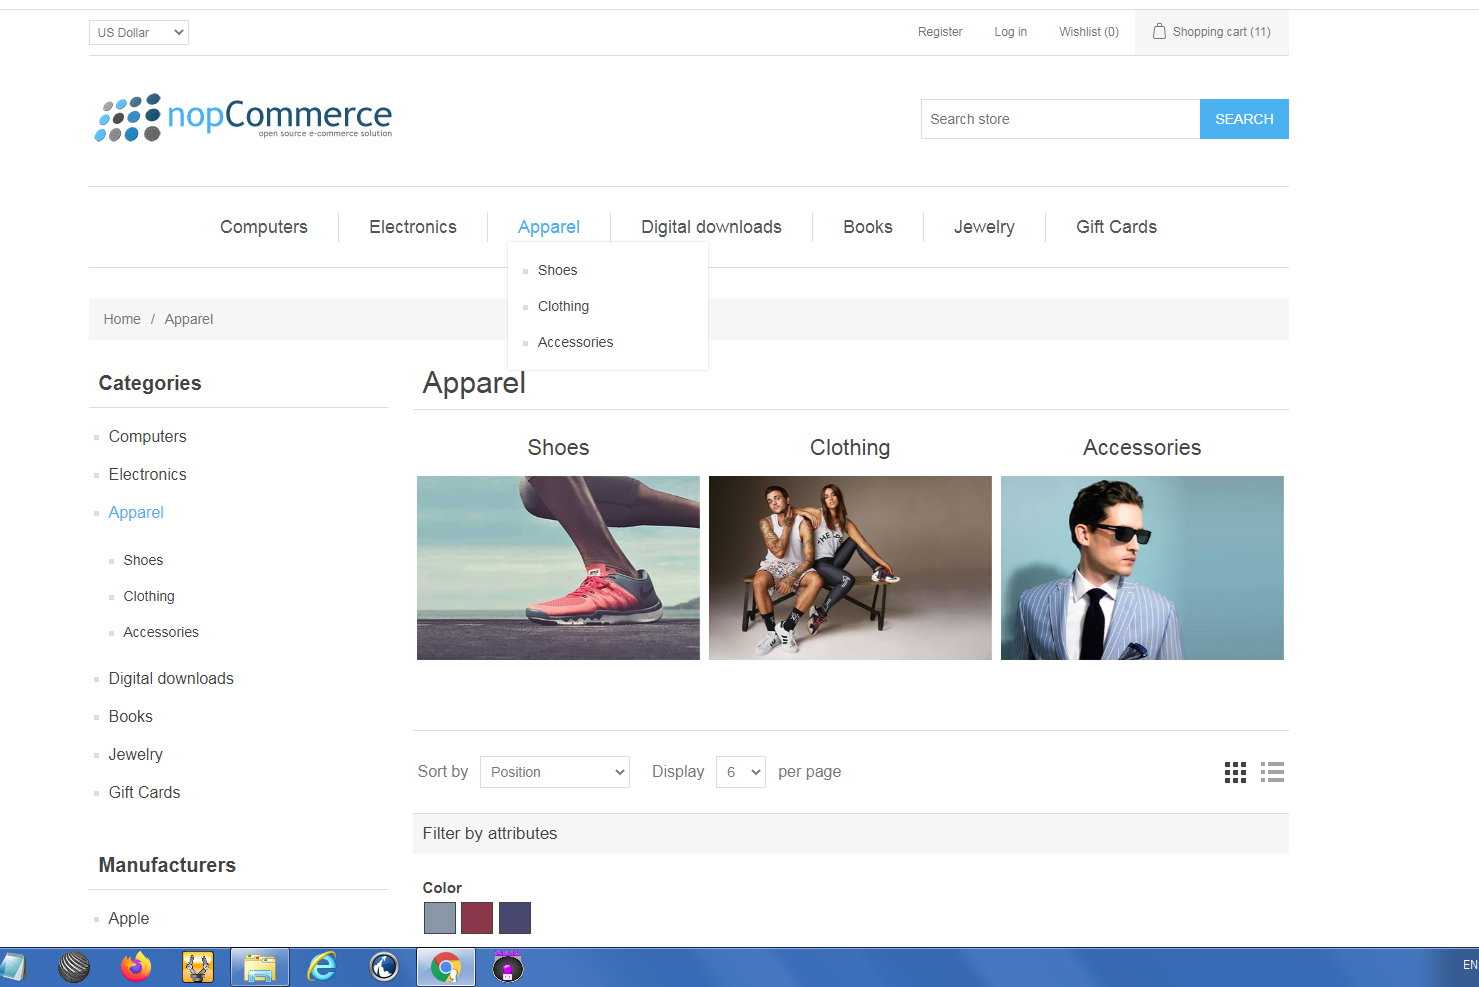 US Dollar
Register Log in Wishlist (0) Shopping cart (11)
nopCommerce
open source e-commerce solution
Search store SEARCH
Computers Electronics Apparel Digital downloads Books Jewelry Gift Cards
Shoes
Clothing
Accessories
Home / Apparel
Categories
Computers
Electronics
Apparel
Shoes
Clothing
Accessories
Digital downloads
Books
Jewelry
Gift Cards
Manufacturers
Apple
Apparel
Shoes Clothing Accessories
Sort by Position Display 6 per page
Filter by attributes
Color
EN